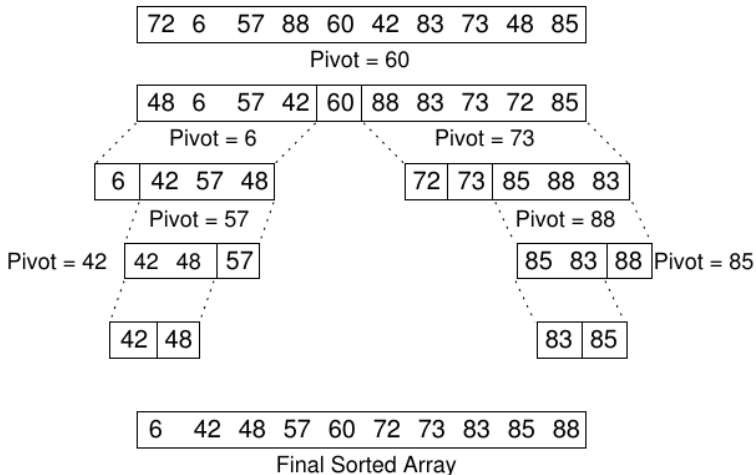 72 6 57 88 60 42 83 73 48 85
Pivot = 60
48 6 57 42 60 88 83 73 72 85
Pivot = 6 Pivot = 73
6 42 57 48 72 73 85 88 83
Pivot = 57 Pivot = 88
Pivot = 42 42 48 57 85 83 88 Pivot = 85
42 48 83 85
6 42 48 57 60 72 73 83 85 88
Final Sorted Array